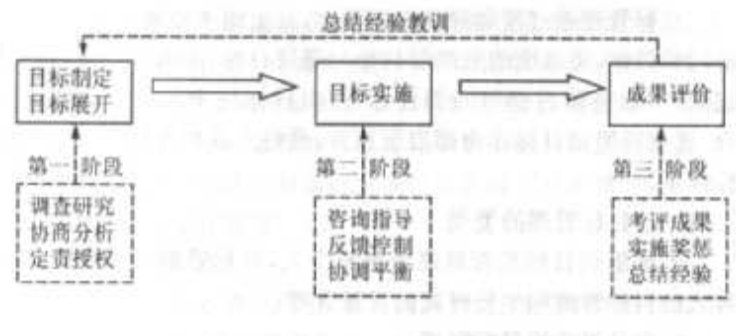 总结经验教训
目标制定
目标展开
目标实施
成果评价
第一阶段
第二阶段
第三阶段
调查研究
协商分析
定责授权
咨询指导
反馈控制
协调平衡
考评成果
实施奖惩
总结经验